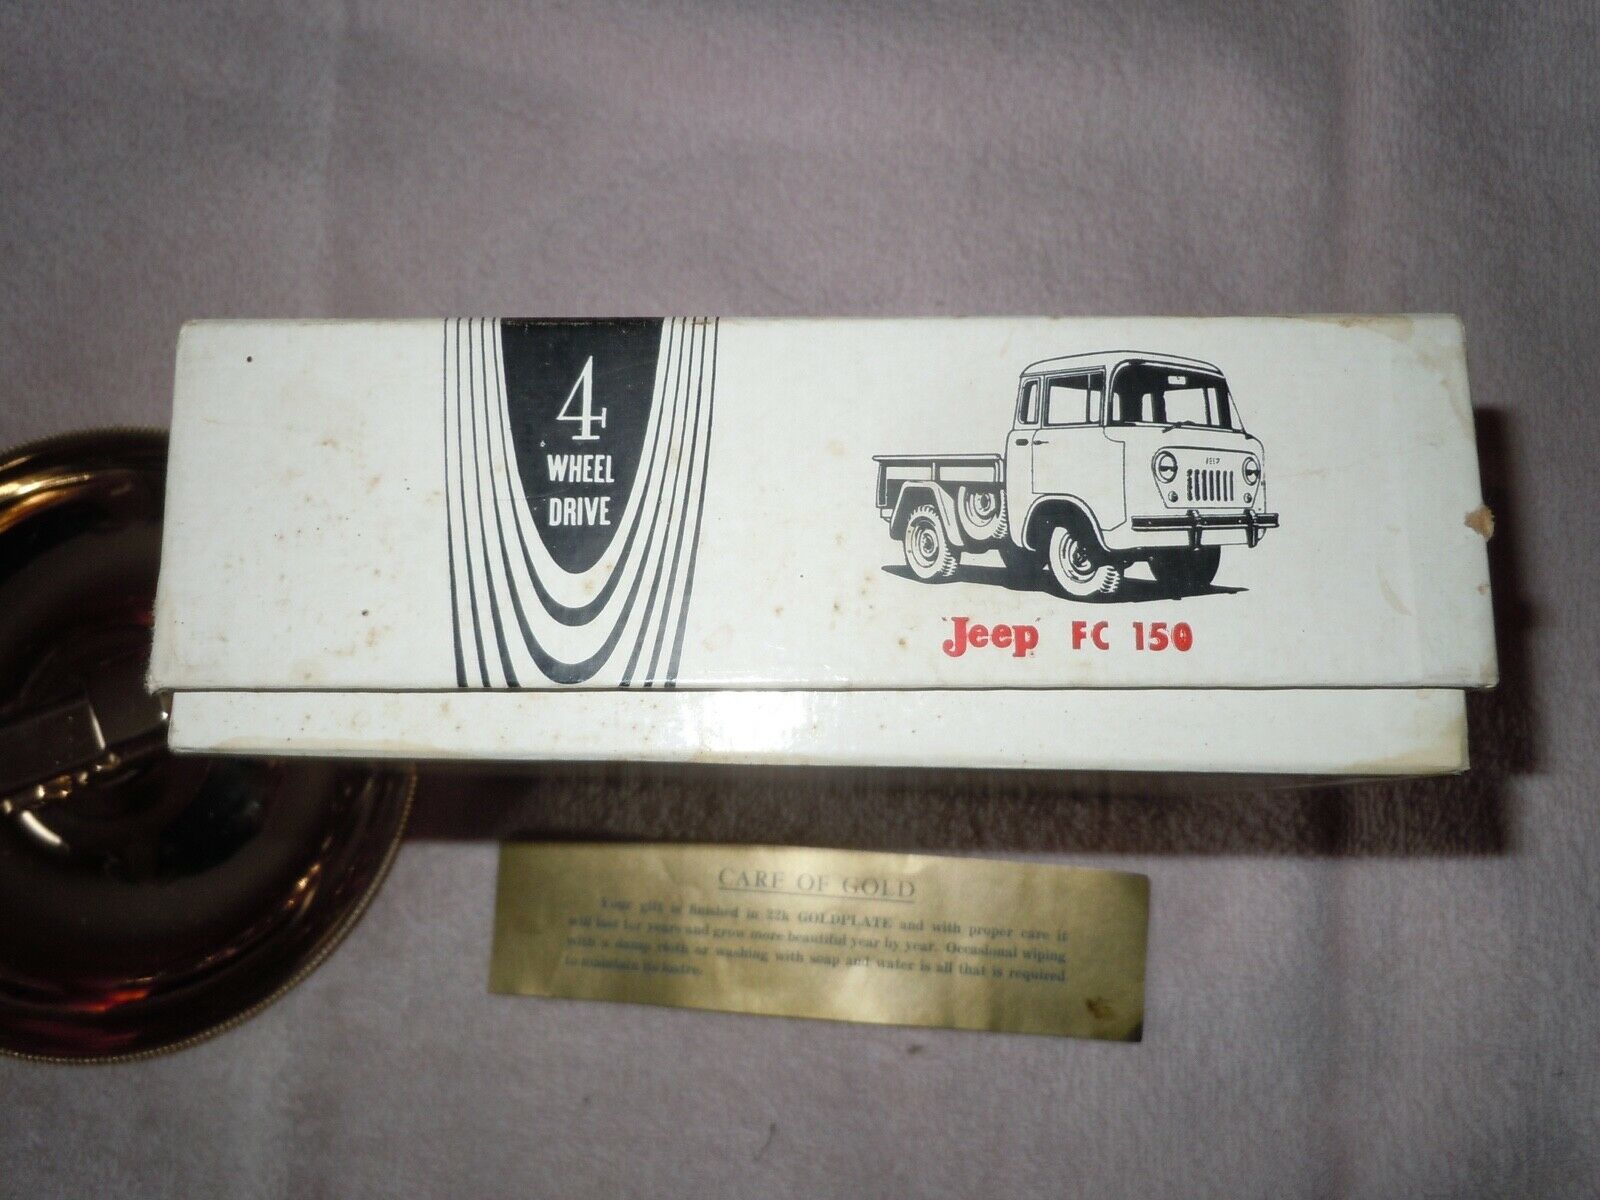 4
WHEEL
DRIVE
JEEP
"Jeep" FC 150
CARE OF GOLD
Your gift is finished in 22k GOLDPLATE and with proper care it
will last for years and grow more beautiful year by year. Occasional wiping
with a damp cloth or washing with soap and water is all that is required
to maintain its lustre.